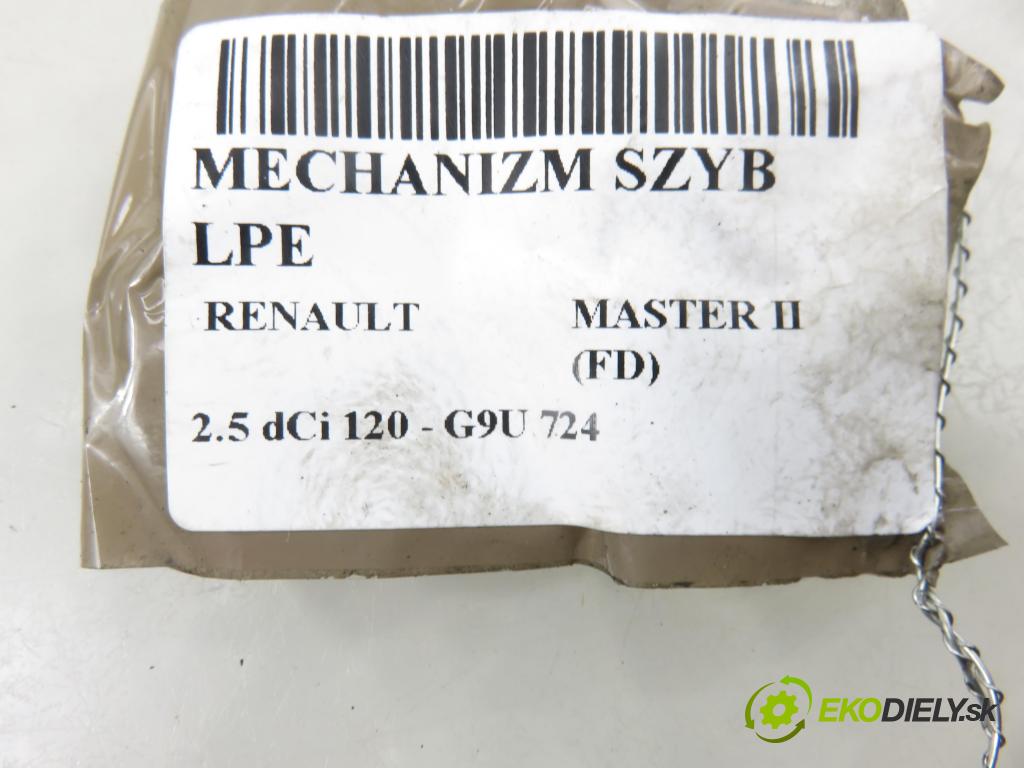 MECHANIZM SZYB
LPE
RENAULT MASTER II
(FD)
2.5 dCi 120 - G9U 724
EKODIELY.sk